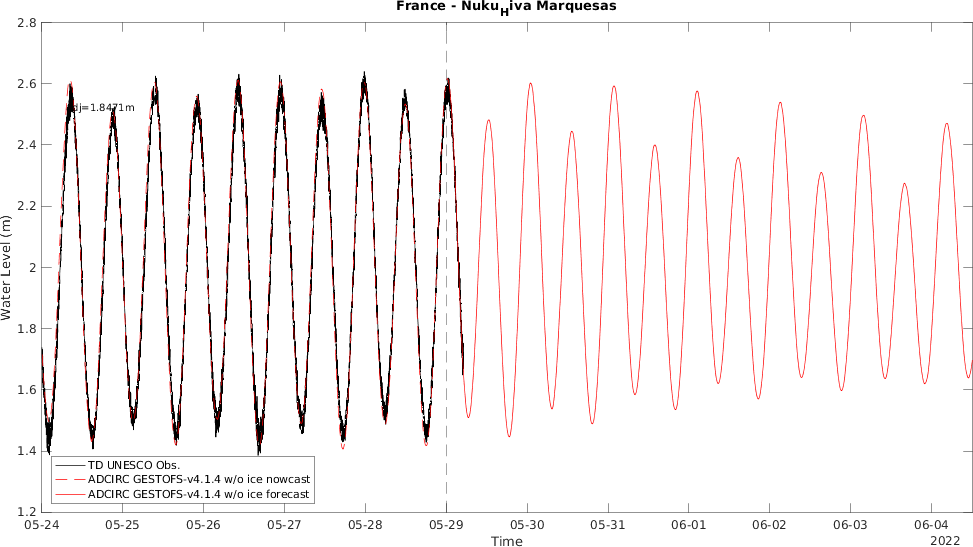 France - Nuku_Hiva Marquesas
2.8
2.6
2.4
2.2
2
1.8
1.6
1.4
1.2
Water Level (m)
dj=1.8471m
TD UNESCO Obs.
ADCIRC GESTOFS-v4.1.4 w/o ice nowcast
ADCIRC GESTOFS-v4.1.4 w/o ice forecast
05-24 05-25 05-26 05-27 05-28 05-29 05-30 05-31 06-01 06-02 06-03 06-04
Time
2022